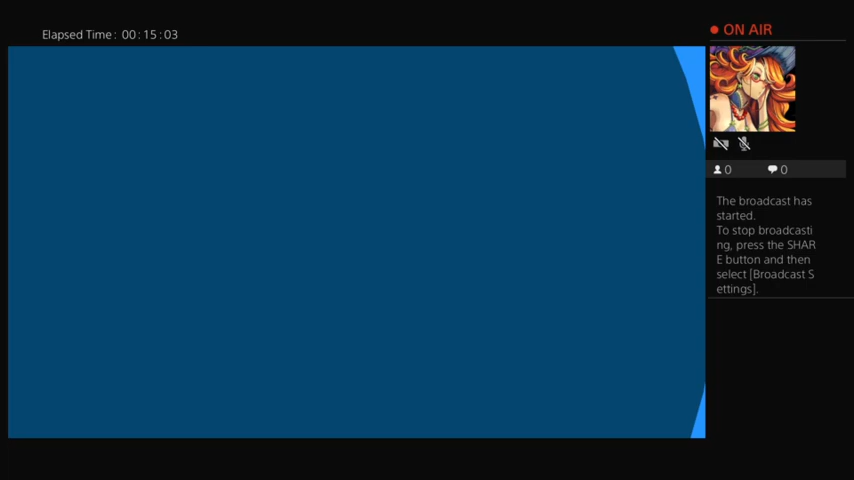 Elapsed Time: 00:15:03
ON AIR
0 0
The broadcast has
started.
To stop broadcasti
ng, press the SHAR
E button and then
select [Broadcast S
ettings].